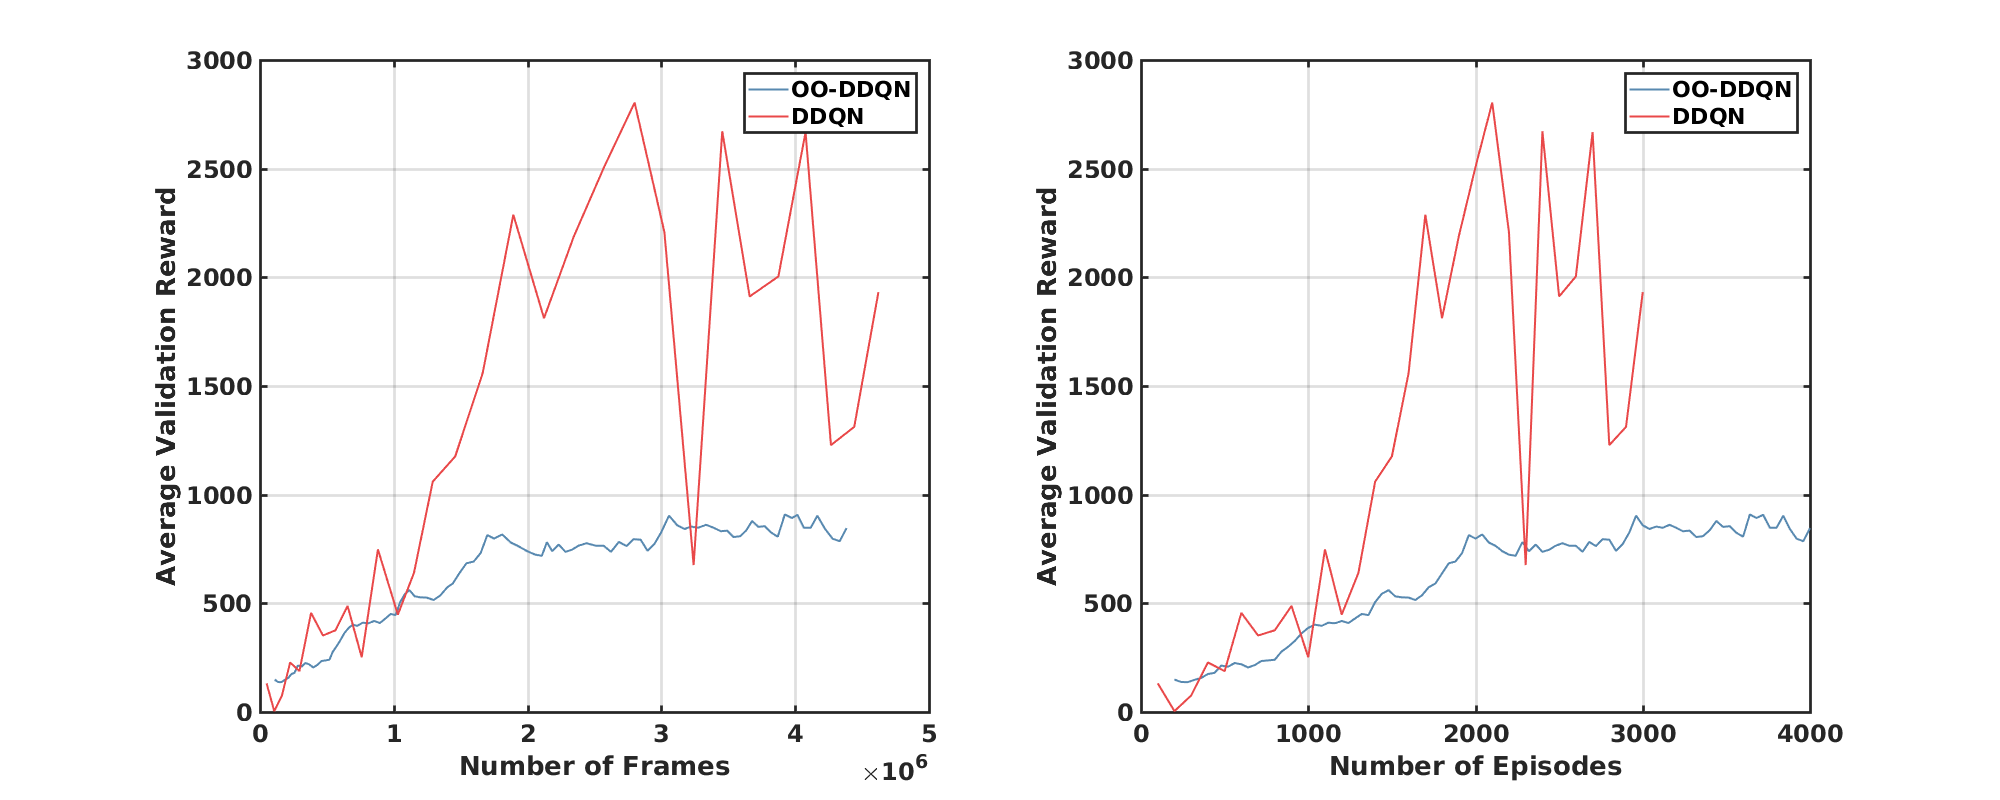 3000
2500
2000
1500
1000
500
0
Average Validation Reward
OO-DDQN
DDQN
0 1 2 3 4 5
Number of Frames
×10^6
3000
2500
2000
1500
1000
500
0
Average Validation Reward
OO-DDQN
DDQN
0 1000 2000 3000 4000
Number of Episodes